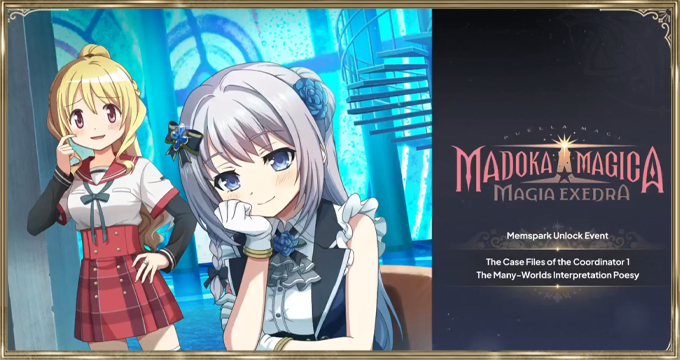 PUELLA MAGI
MADOKA MAGICA
MAGIA EXEDRA
Memspark Unlock Event
The Case Files of the Coordinator 1
The Many-Worlds Interpretation Poesy